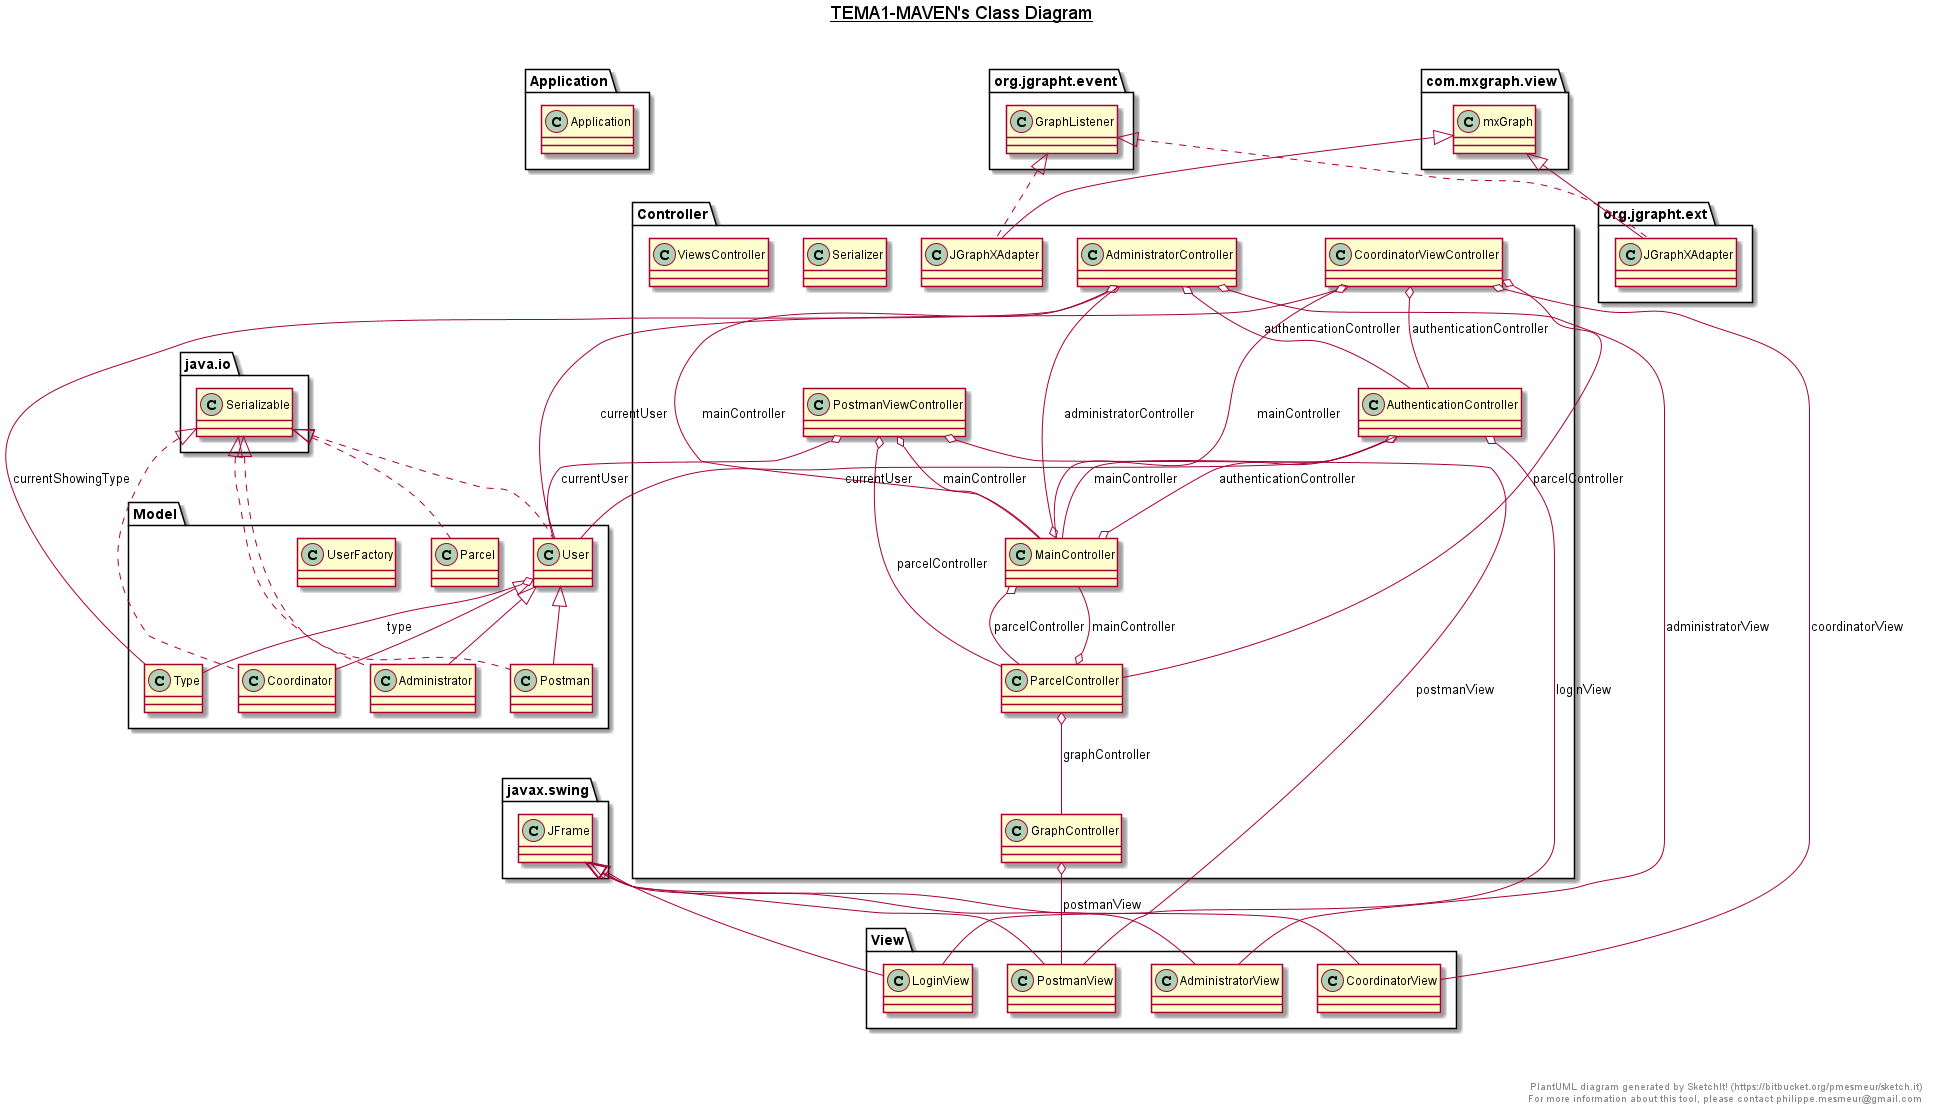 TEMA1-MAVEN's Class Diagram
Application
org.jgrapht.event
com.mxgraph.view
C Application
C GraphListener
C mxGraph
Controller
org.jgrapht.ext
C ViewsController
C Serializer
C JGraphXAdapter
C AdministratorController
C CoordinatorViewController
C JGraphXAdapter
authenticationController
authenticationController
java.io
C Serializable
C PostmanViewController
C AuthenticationController
currentUser
mainController
administratorController
mainController
currentShowingType
currentUser
currentUser
mainController
mainController
authenticationController
parcelController
Model
C UserFactory
C Parcel
C User
C MainController
parcelController
type
parcelController
mainController
administratorView
coordinatorView
C Type
C Coordinator
C Administrator
C Postman
C ParcelController
postmanView
loginView
graphController
javax.swing
C JFrame
C GraphController
postmanView
View
C LoginView
C PostmanView
C AdministratorView
C CoordinatorView
PlantUML diagram generated by SketchIt! (https://bitbucket.org/pmesmeur/sketch.it)
For more information about this tool, please contact philippe.mesmeur@gmail.com